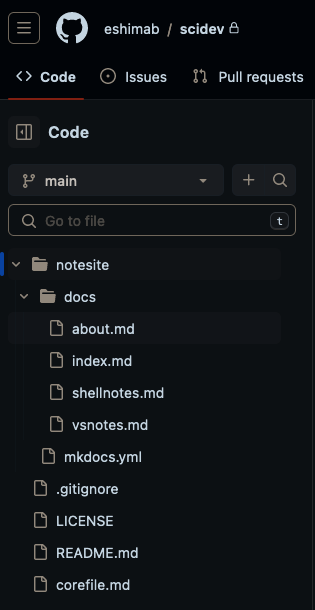 eshimab / scidev
Code Issues Pull requests
Code
main
Go to file t
notesite
docs
about.md
index.md
shellnotes.md
vsnotes.md
mkdocs.yml
.gitignore
LICENSE
README.md
corefile.md